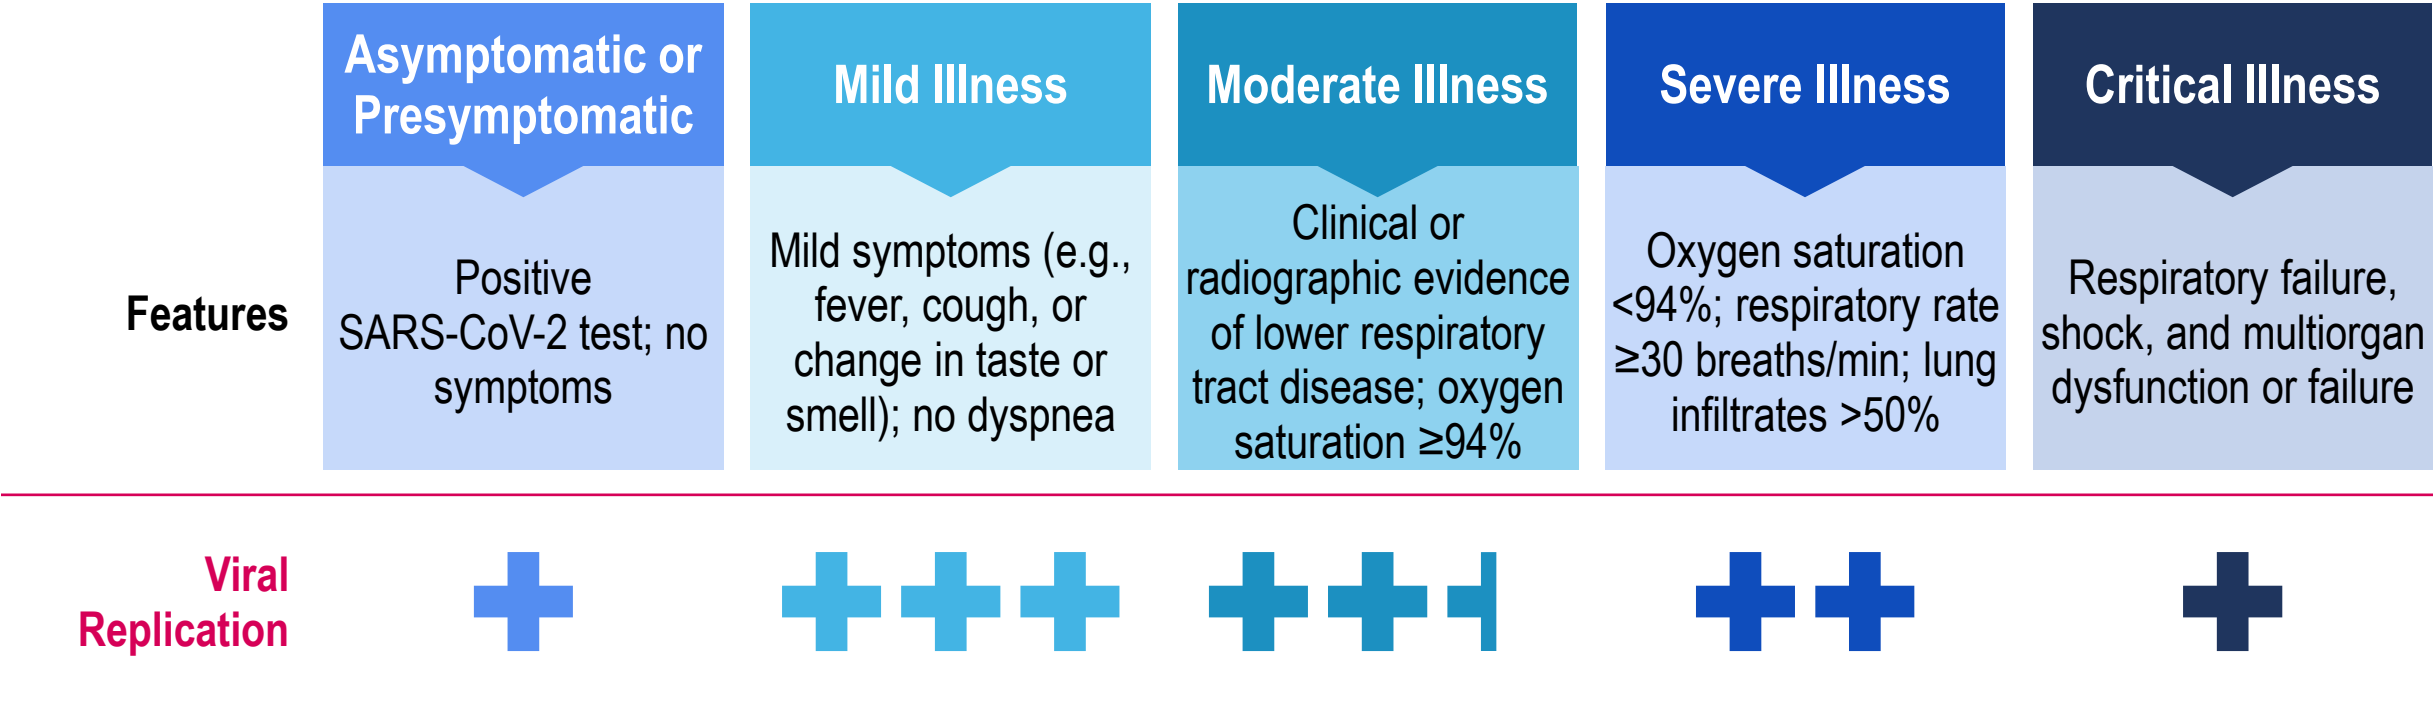 Asymptomatic or
Presymptomatic
Mild Illness
Moderate Illness
Severe Illness
Critical Illness
Features
Positive
SARS-CoV-2 test; no
symptoms
Mild symptoms (e.g.,
fever, cough, or
change in taste or
smell); no dyspnea
Clinical or
radiographic evidence
of lower respiratory
tract disease; oxygen
saturation ≥94%
Oxygen saturation
<94%; respiratory rate
≥30 breaths/min; lung
infiltrates >50%
Respiratory failure,
shock, and multiorgan
dysfunction or failure
Viral
Replication